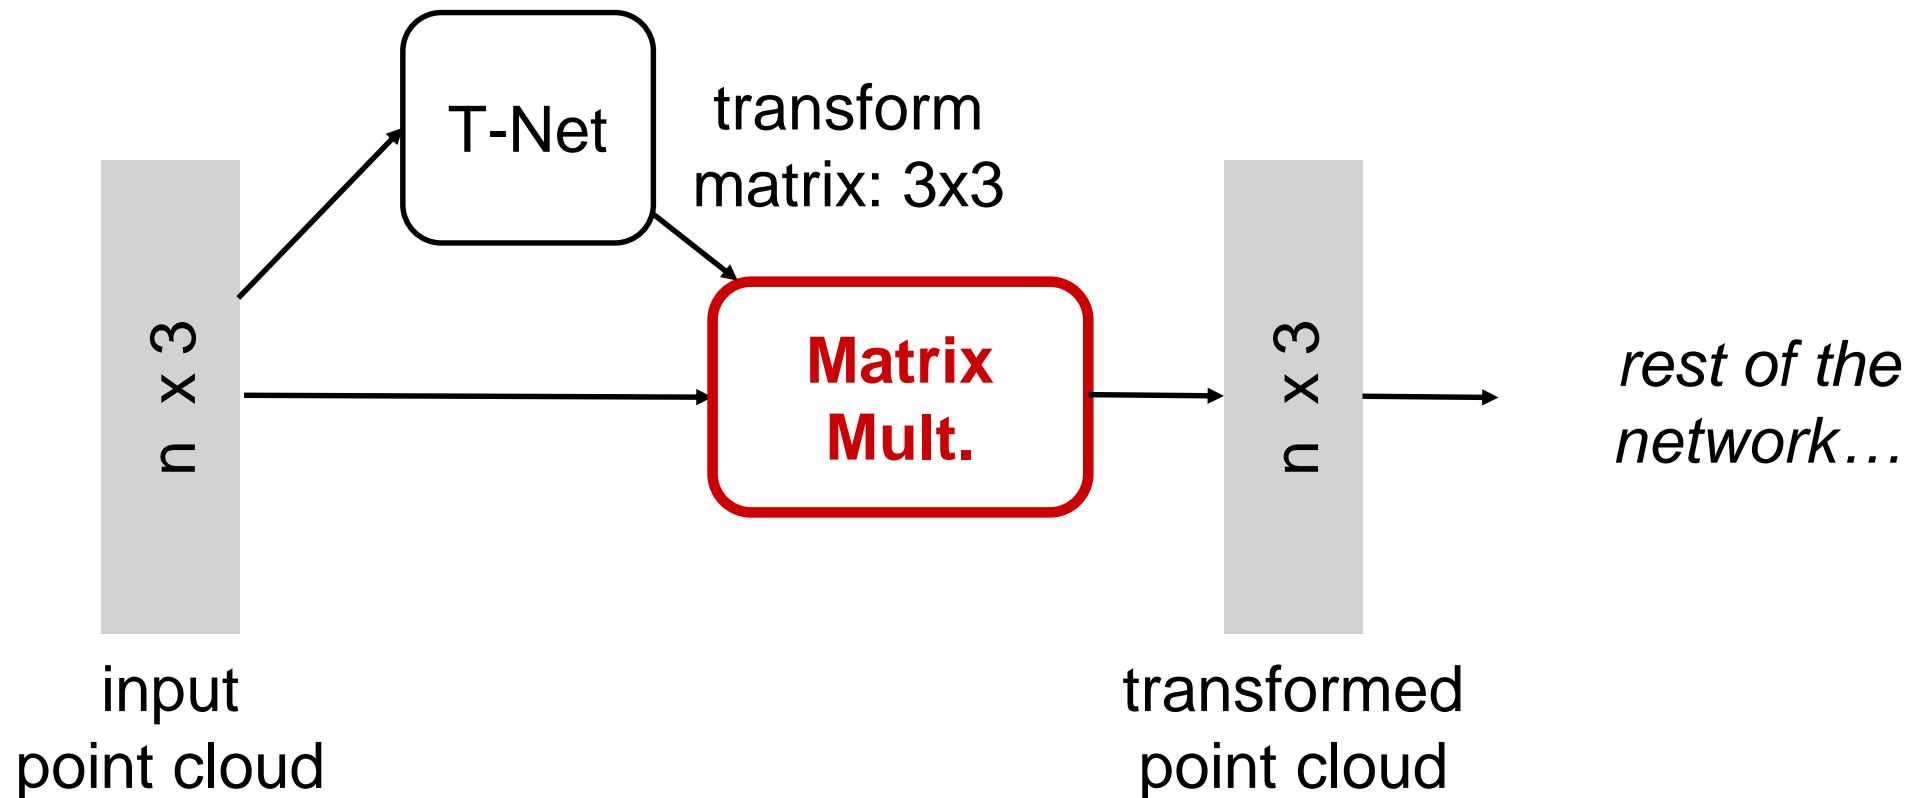 T-Net
transform
matrix: 3x3
n x 3
Matrix
Mult.
n x 3
rest of the
network…
input
point cloud
transformed
point cloud